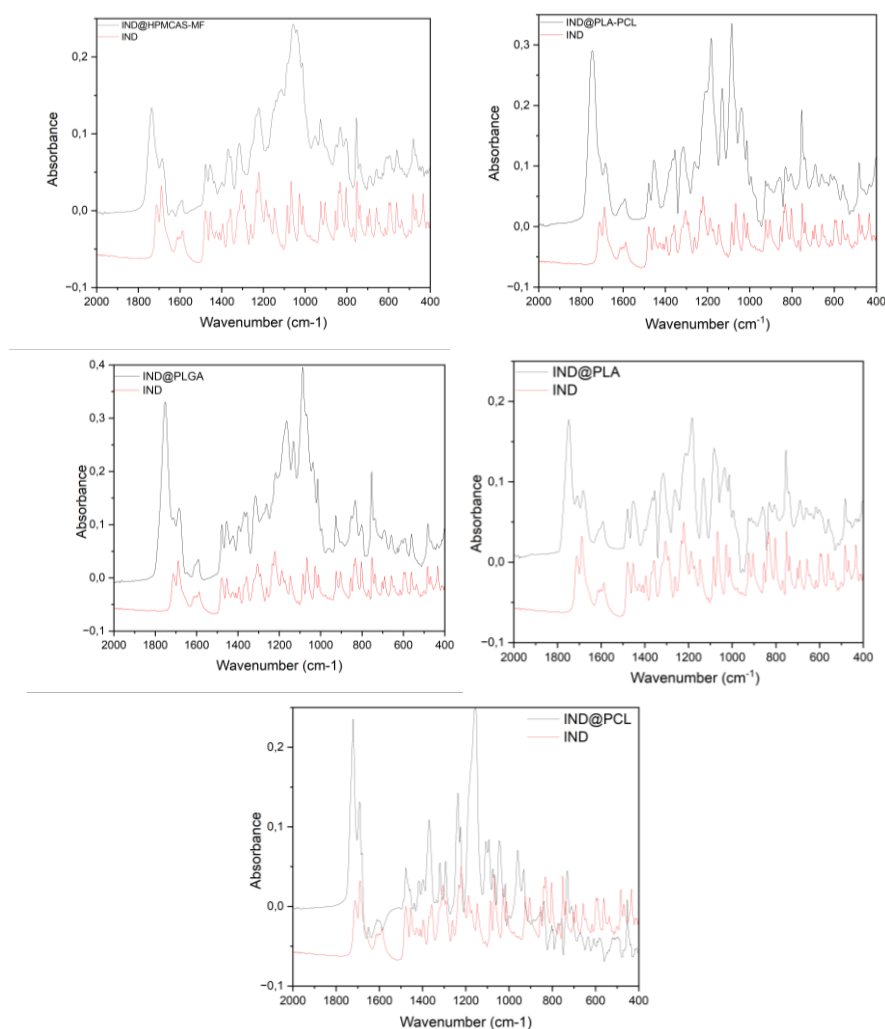 IND@HPMCAS-MF
IND
0,2
0,1
0,0
−0,1
Absorbance
2000 1800 1600 1400 1200 1000 800 600 400
Wavenumber (cm-1)
IND@PLA-PCL
IND
0,3
0,2
0,1
0,0
−0,1
Absorbance
2000 1800 1600 1400 1200 1000 800 600 400
Wavenumber (cm-1)
IND@PLGA
IND
0,4
0,3
0,2
0,1
0,0
−0,1
Absorbance
2000 1800 1600 1400 1200 1000 800 600 400
Wavenumber (cm-1)
IND@PLA
IND
0,2
0,1
0,0
−0,1
Absorbance
2000 1800 1600 1400 1200 1000 800 600 400
Wavenumber (cm-1)
IND@PCL
IND
0,2
0,1
0,0
−0,1
Absorbance
2000 1800 1600 1400 1200 1000 800 600 400
Wavenumber (cm-1)